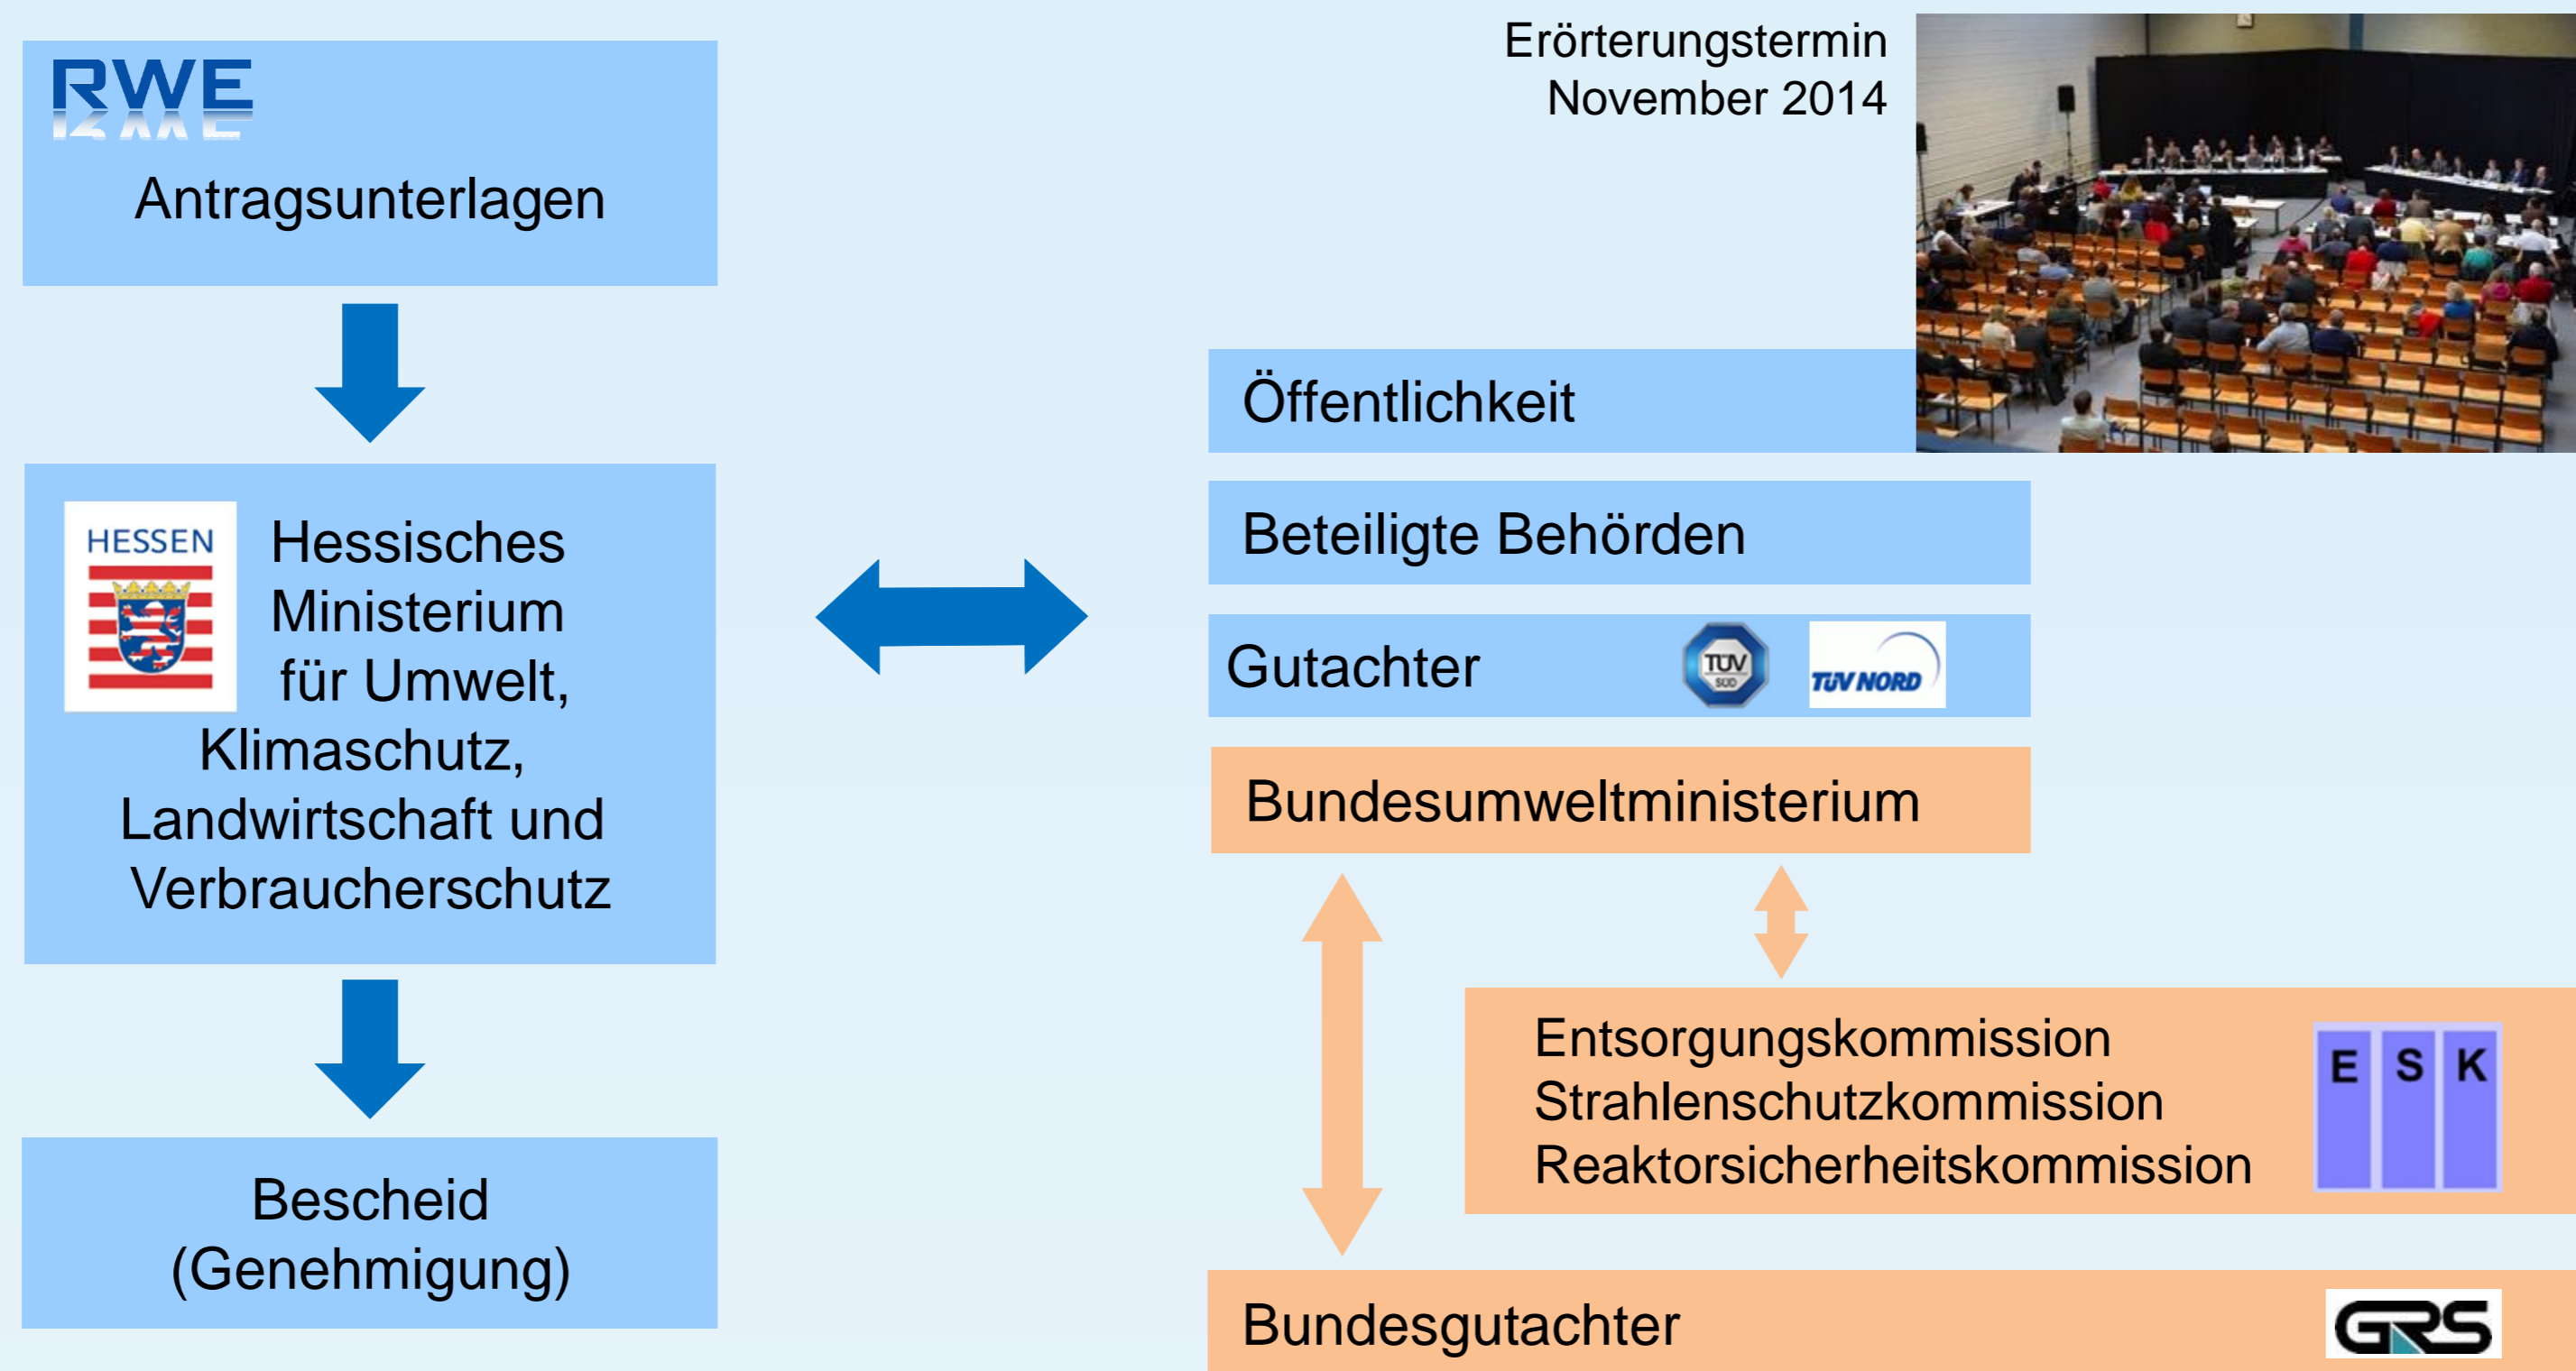 RWE
Antragsunterlagen
Erörterungstermin
November 2014
HESSEN
Hessisches
Ministerium
für Umwelt,
Klimaschutz,
Landwirtschaft und
Verbraucherschutz
Bescheid
(Genehmigung)
Öffentlichkeit
Beteiligte Behörden
Gutachter
TÜV
SÜD
TÜV NORD
Bundesumweltministerium
Entsorgungskommission
Strahlenschutzkommission
Reaktorsicherheitskommission
E S K
Bundesgutachter
GRS